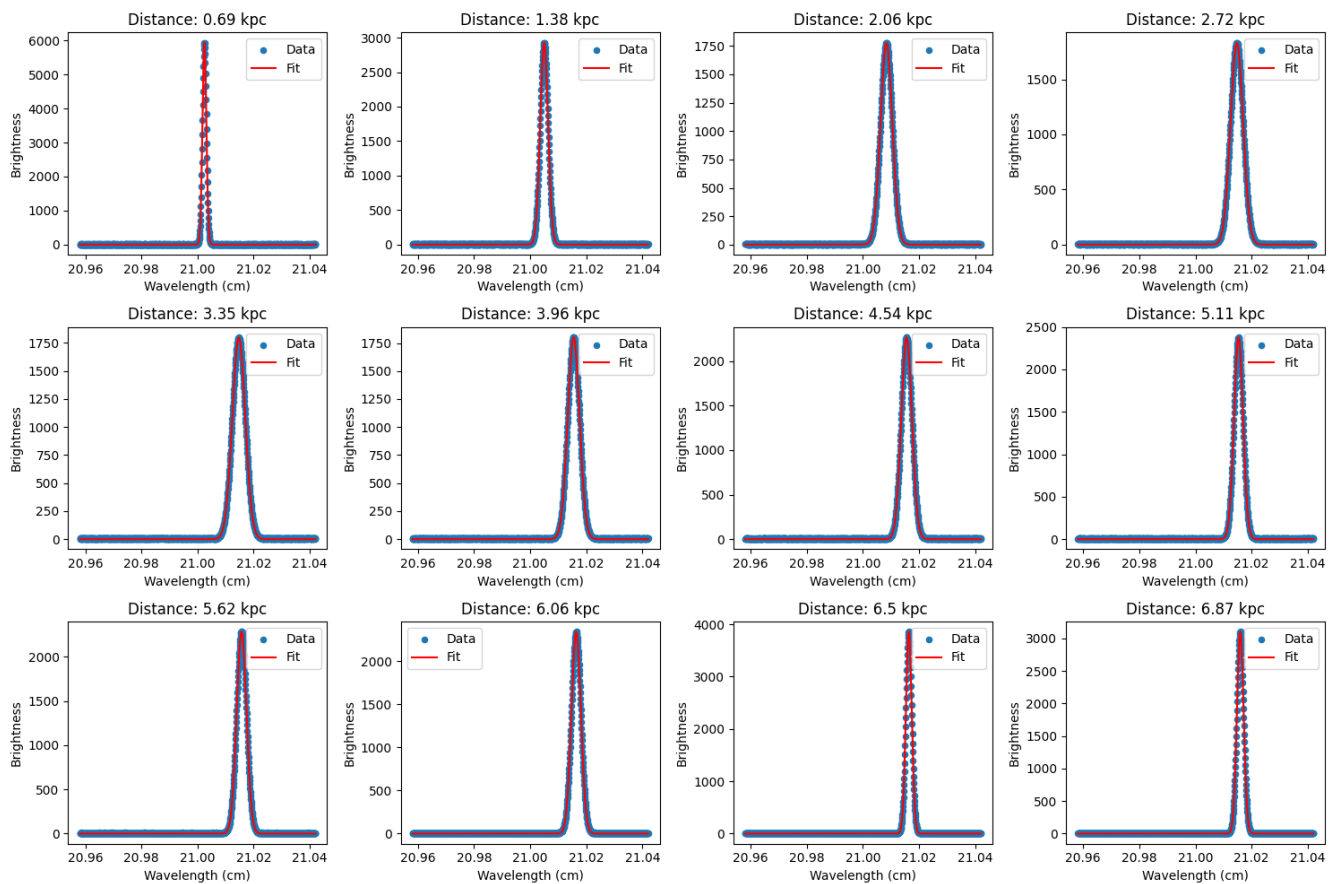 Distance: 0.69 kpc
Brightness
6000
5000
4000
3000
2000
1000
0
Data
Fit
20.96 20.98 21.00 21.02 21.04
Wavelength (cm)
Distance: 1.38 kpc
Brightness
3000
2500
2000
1500
1000
500
0
Data
Fit
20.96 20.98 21.00 21.02 21.04
Wavelength (cm)
Distance: 2.06 kpc
Brightness
1750
1500
1250
1000
750
500
250
0
Data
Fit
20.96 20.98 21.00 21.02 21.04
Wavelength (cm)
Distance: 2.72 kpc
Brightness
1500
1000
500
0
Data
Fit
20.96 20.98 21.00 21.02 21.04
Wavelength (cm)
Distance: 3.35 kpc
Brightness
1750
1500
1250
1000
750
500
250
0
Data
Fit
20.96 20.98 21.00 21.02 21.04
Wavelength (cm)
Distance: 3.96 kpc
Brightness
1750
1500
1250
1000
750
500
250
0
Data
Fit
20.96 20.98 21.00 21.02 21.04
Wavelength (cm)
Distance: 4.54 kpc
Brightness
2000
1500
1000
500
0
Data
Fit
20.96 20.98 21.00 21.02 21.04
Wavelength (cm)
Distance: 5.11 kpc
Brightness
2500
2000
1500
1000
500
0
Data
Fit
20.96 20.98 21.00 21.02 21.04
Wavelength (cm)
Distance: 5.62 kpc
Brightness
2000
1500
1000
500
0
Data
Fit
20.96 20.98 21.00 21.02 21.04
Wavelength (cm)
Distance: 6.06 kpc
Brightness
2000
1500
1000
500
0
Data
Fit
20.96 20.98 21.00 21.02 21.04
Wavelength (cm)
Distance: 6.5 kpc
Brightness
4000
3000
2000
1000
0
Data
Fit
20.96 20.98 21.00 21.02 21.04
Wavelength (cm)
Distance: 6.87 kpc
Brightness
3000
2500
2000
1500
1000
500
0
Data
Fit
20.96 20.98 21.00 21.02 21.04
Wavelength (cm)